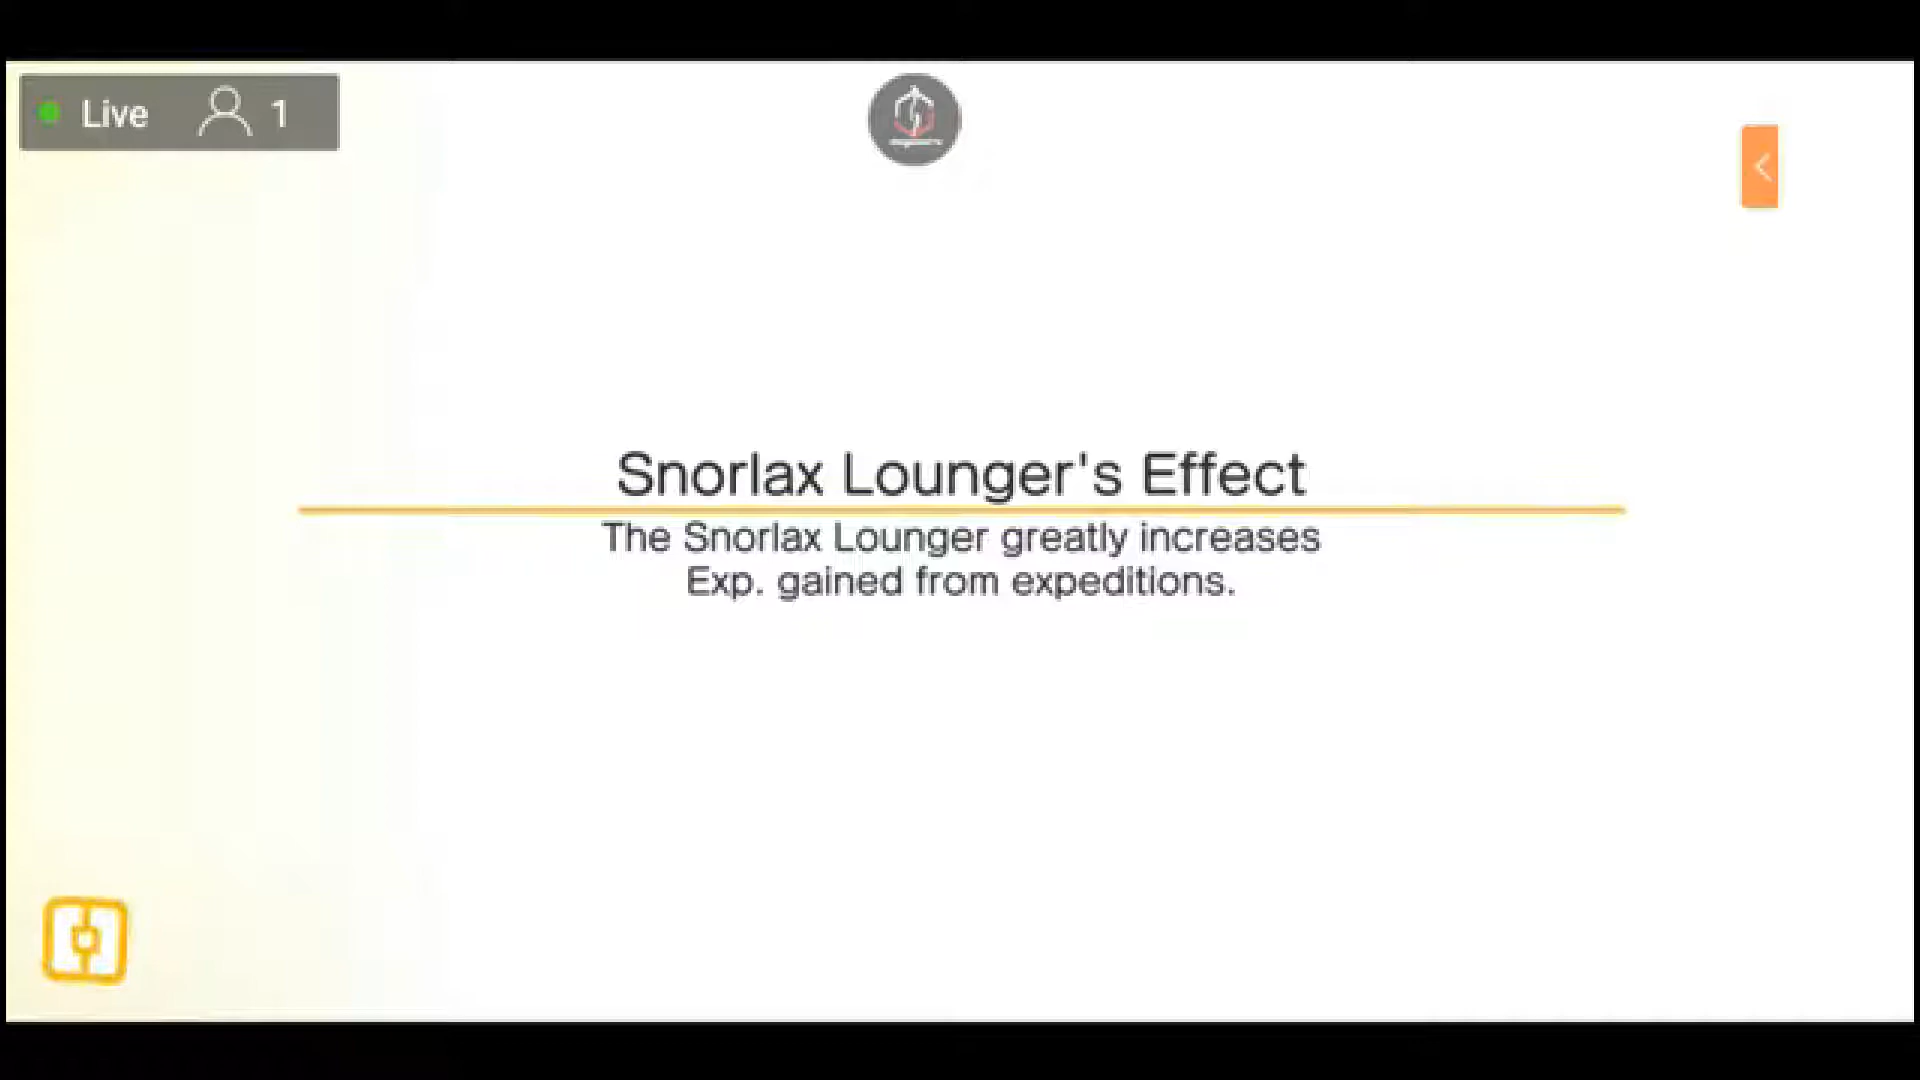 Live 1
Snorlax Lounger's Effect
The Snorlax Lounger greatly increases
Exp. gained from expeditions.